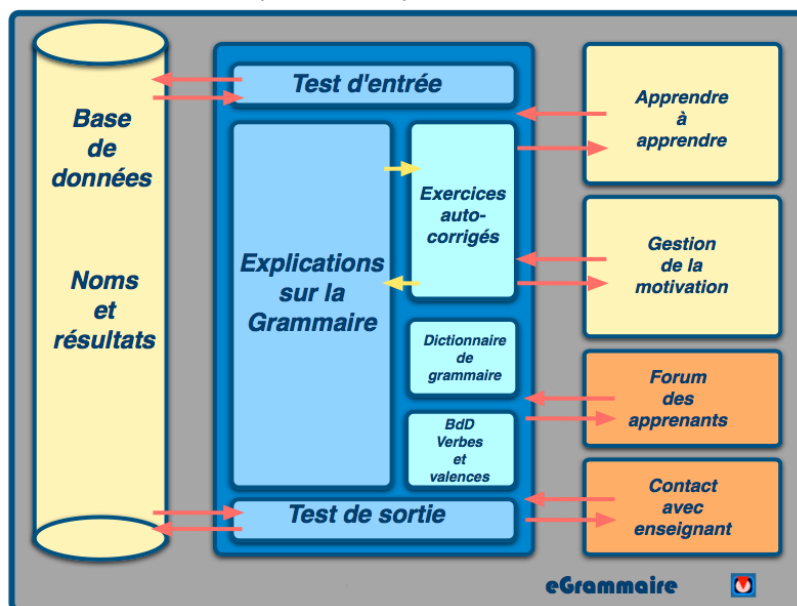 Base
de
données
Noms
et
résultats
Test d'entrée
Explications
sur la
Grammaire
Exercices
auto-
corrigés
Dictionnaire
de
grammaire
BdD
Verbes
et
valences
Test de sortie
Apprendre
à
apprendre
Gestion
de la
motivation
Forum
des
apprenants
Contact
avec
enseignant
eGrammaire